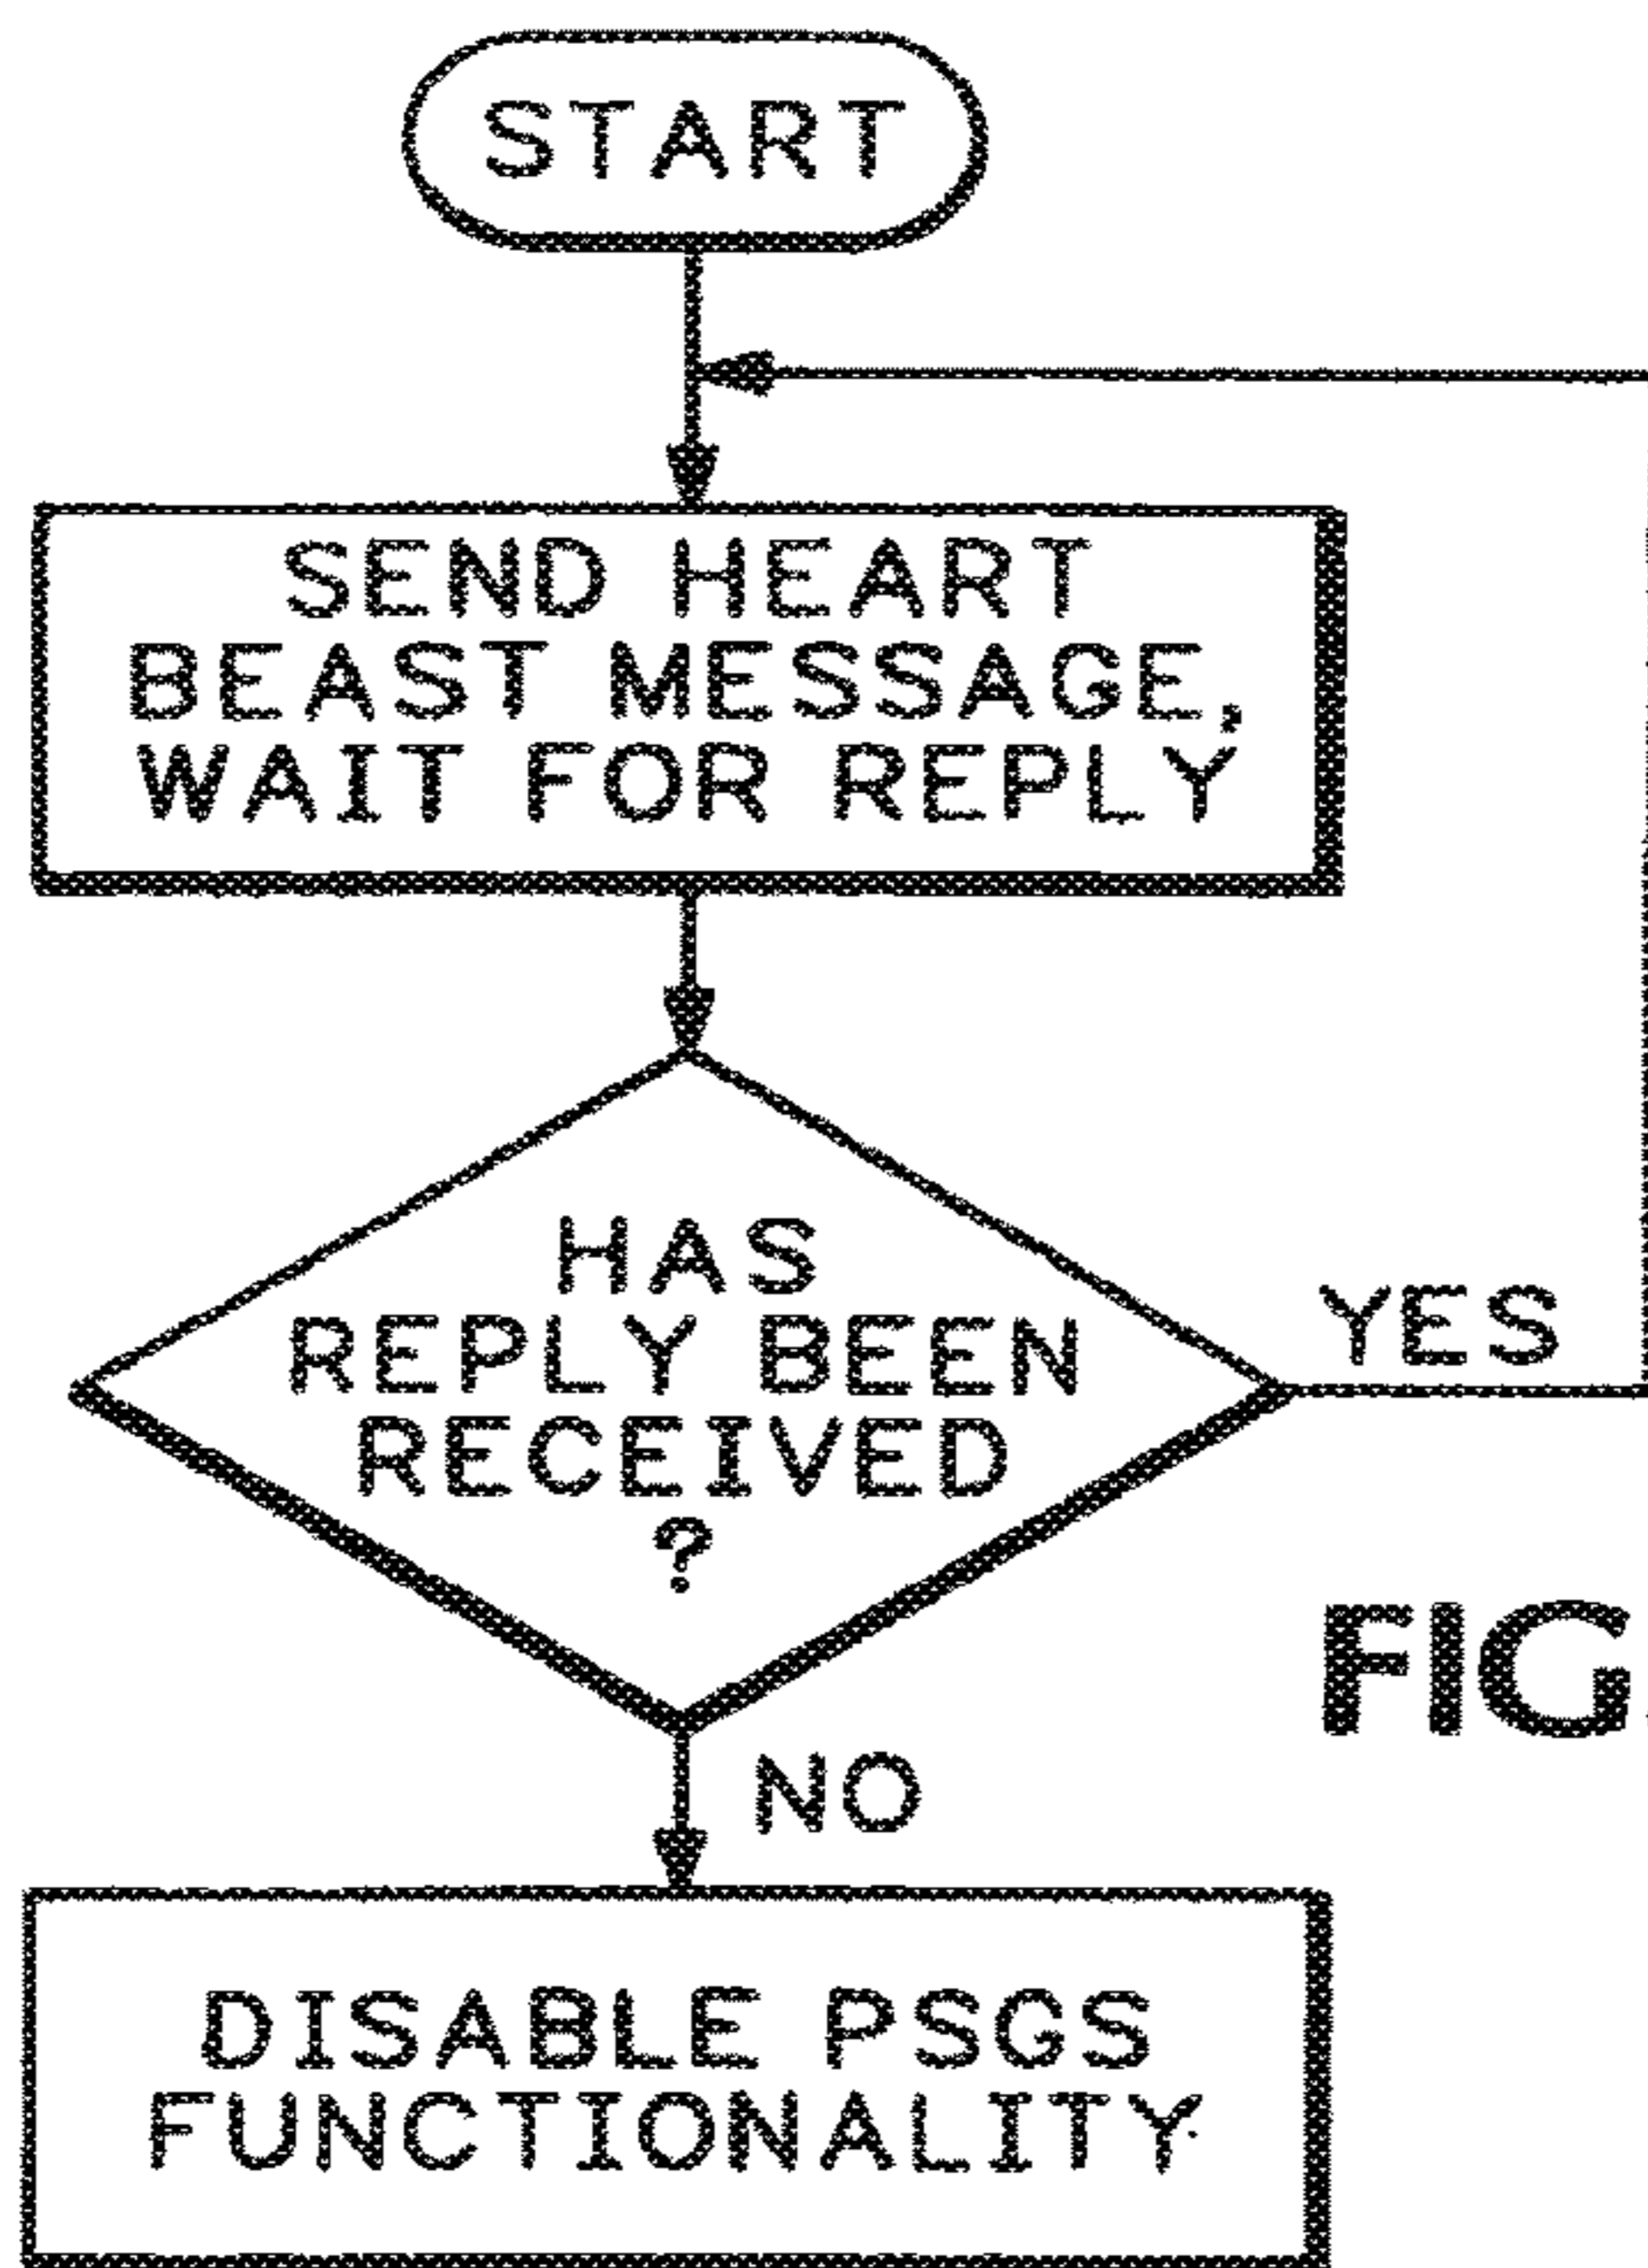 START
SEND HEART
BEAST MESSAGE,
WAIT FOR REPLY
HAS
REPLY BEEN
RECEIVED
?
YES
FIG.
NO
DISABLE PSGS
FUNCTIONALITY